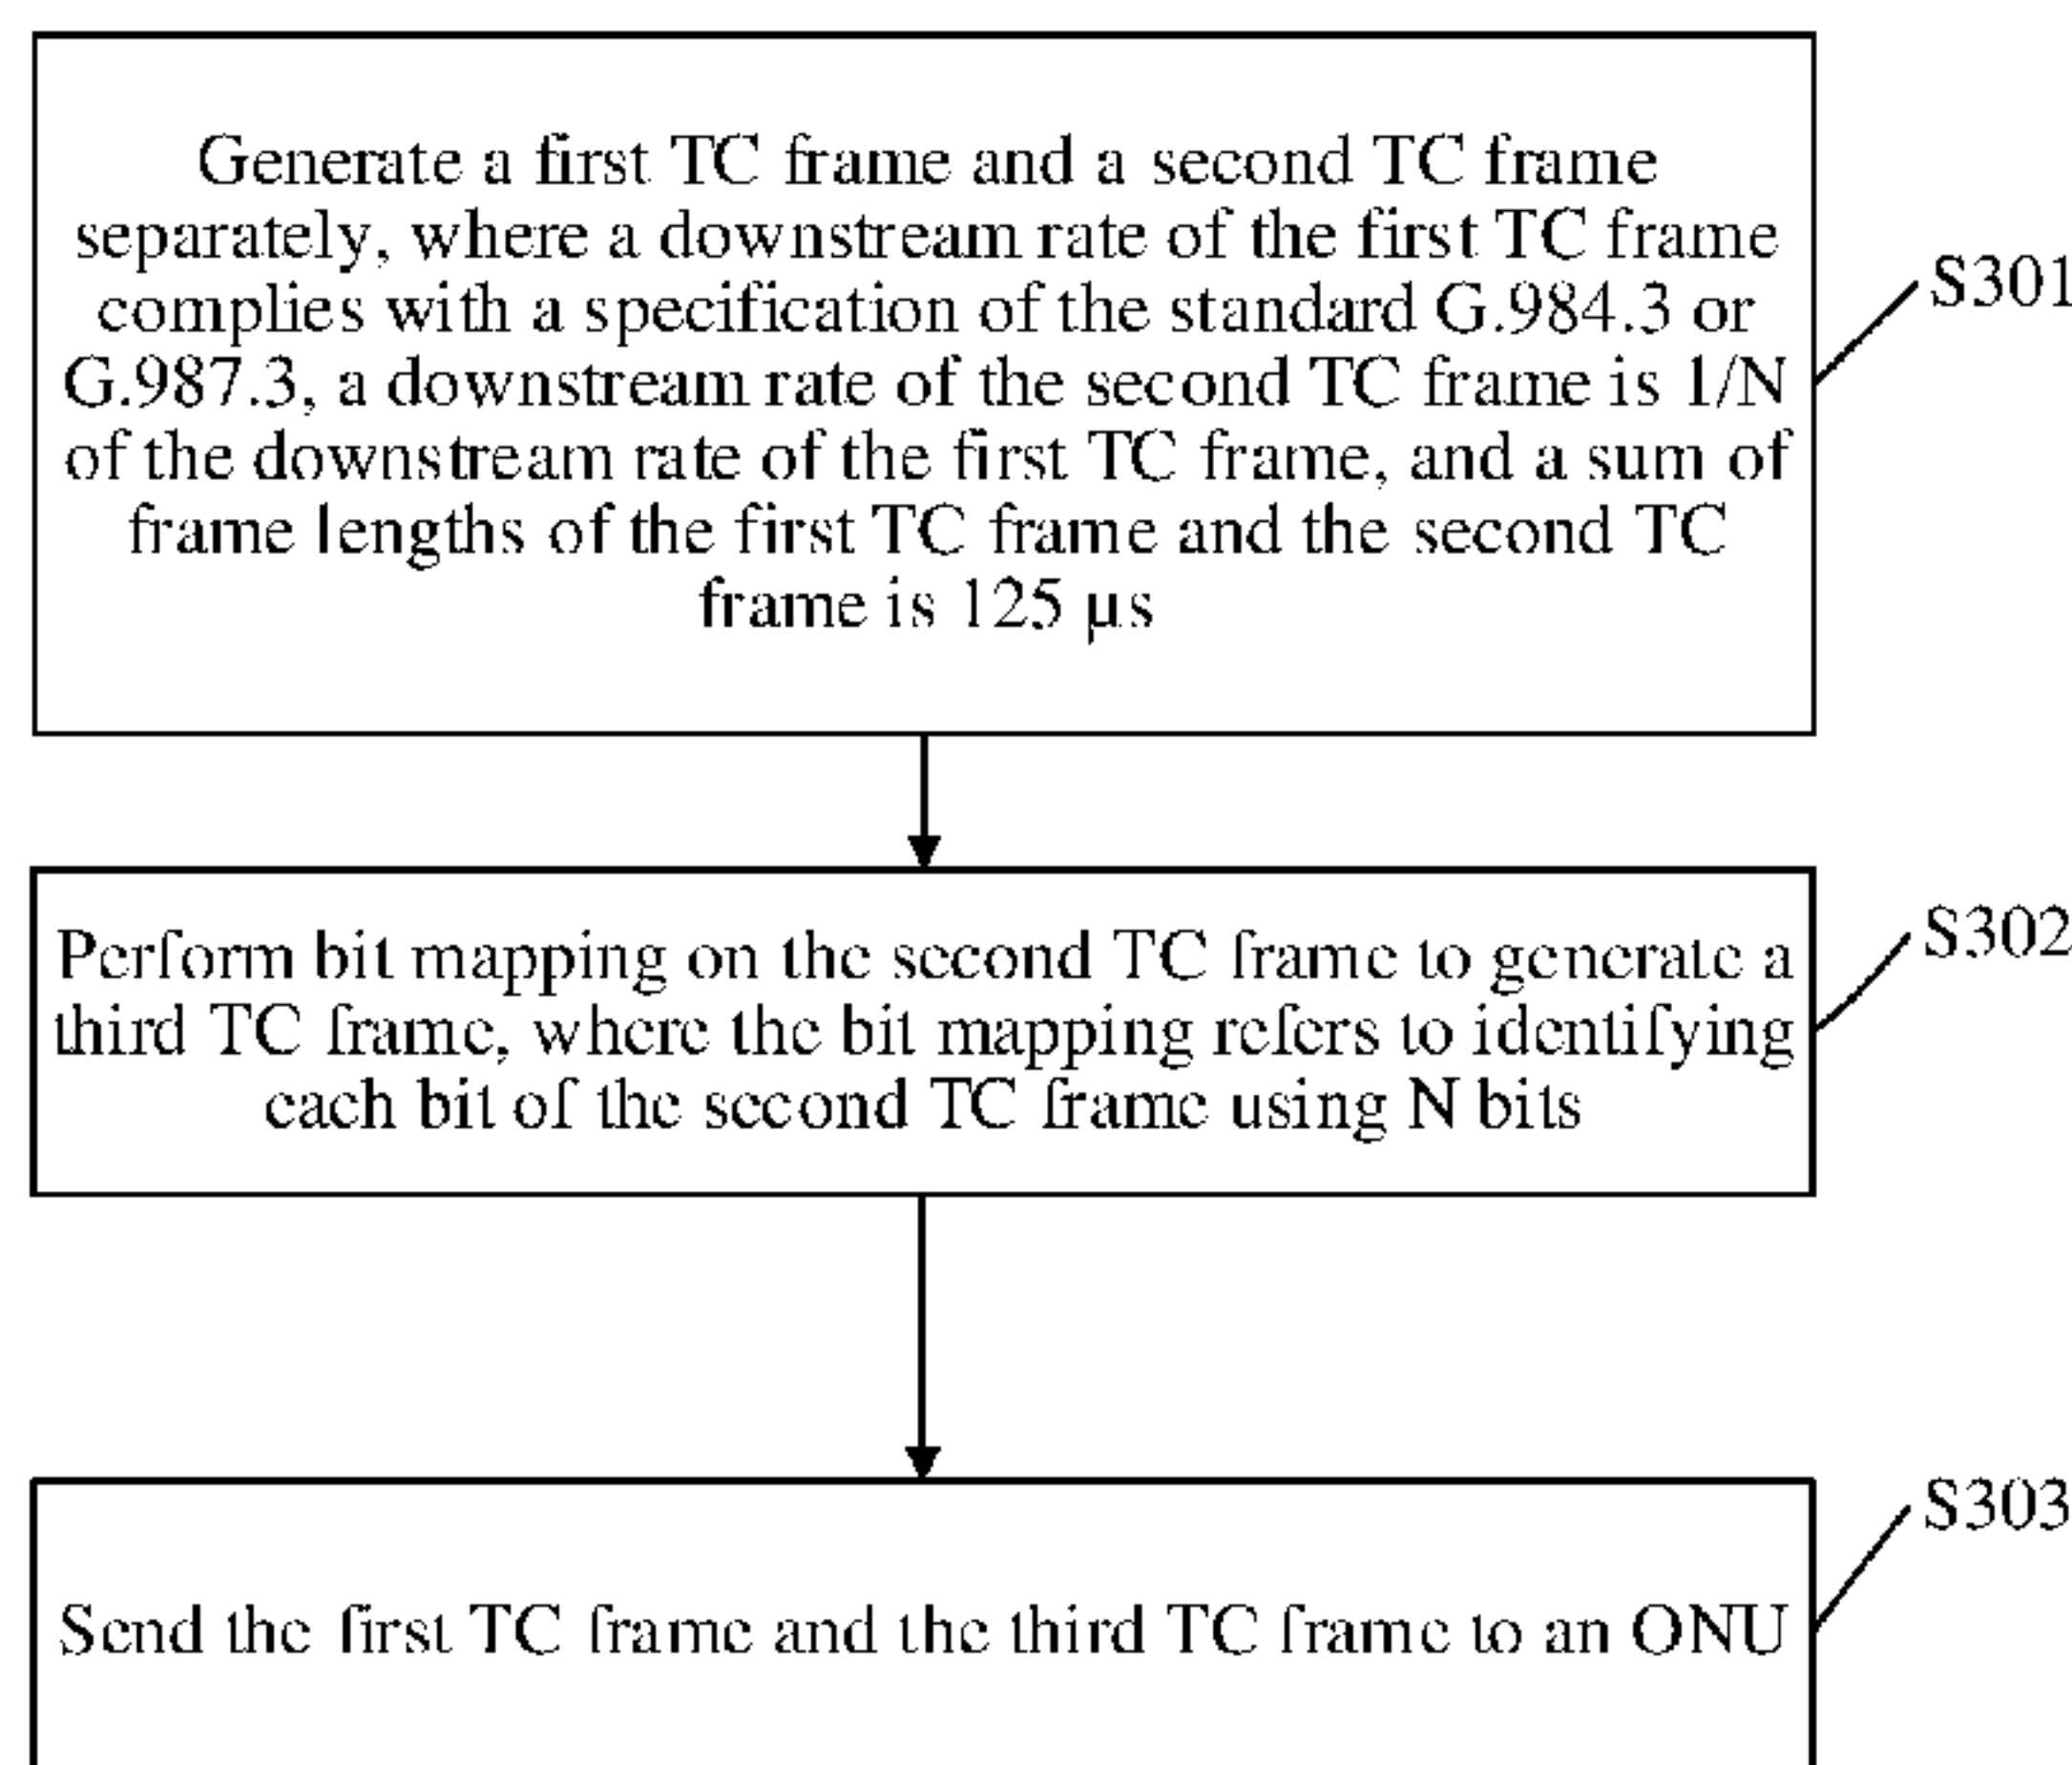 Generate a first TC frame and a second TC frame
separately, where a downstream rate of the first TC frame
complies with a specification of the standard G.984.3 or
G.987.3, a downstream rate of the second TC frame is 1/N
of the downstream rate of the first TC frame, and a sum of
frame lengths of the first TC frame and the second TC
frame is 125 μs
S301
Perform bit mapping on the second TC frame to generate a
third TC frame, where the bit mapping refers to identifying
each bit of the second TC frame using N bits
S302
Send the first TC frame and the third TC frame to an ONU
S303